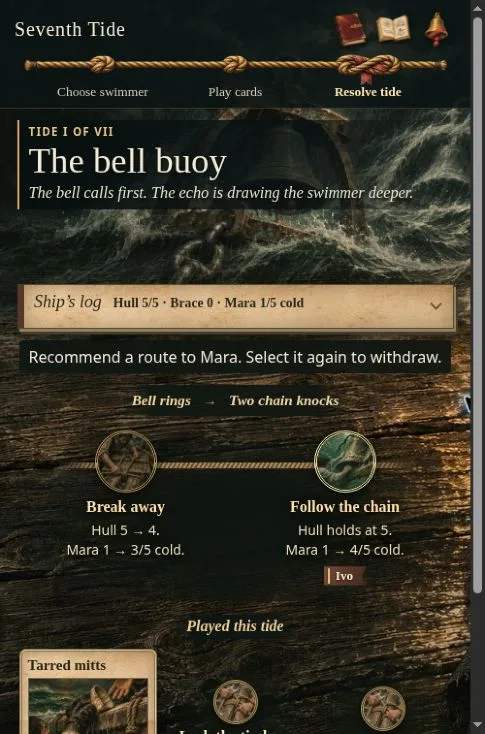 Seventh Tide
Choose swimmer
Play cards
Resolve tide
TIDE I OF VII
The bell buoy
The bell calls first. The echo is drawing the swimmer deeper.
Ship's log Hull 5/5 · Brace 0 · Mara 1/5 cold
Recommend a route to Mara. Select it again to withdraw.
Bell rings → Two chain knocks
Break away
Hull 5 → 4.
Mara 1 → 3/5 cold.
Follow the chain
Hull holds at 5.
Mara 1 → 4/5 cold.
Ivo
Played this tide
Tarred mitts